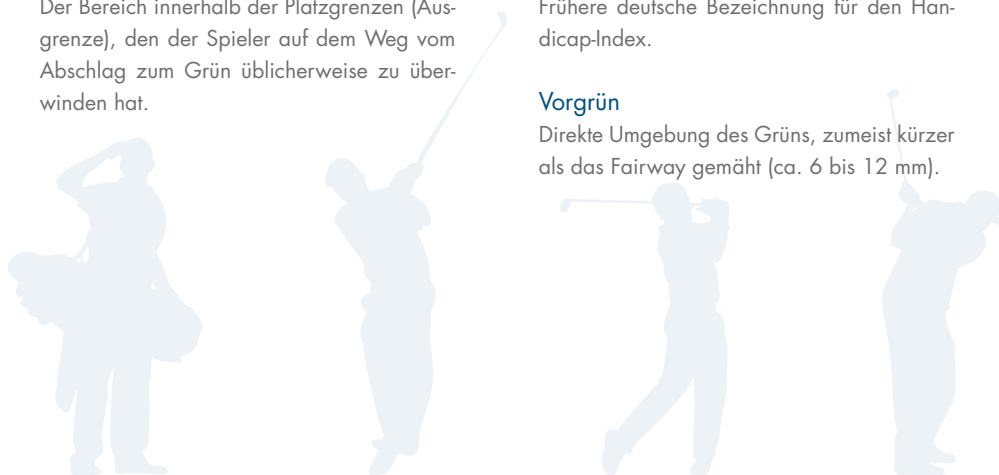 Der Bereich innerhalb der Platzgrenzen (Aus-
grenze), den der Spieler auf dem Weg vom
Abschlag zum Grün üblicherweise zu über-
winden hat.
Frühere deutsche Bezeichnung für den Han-
dicap-Index.
Vorgrün
Direkte Umgebung des Grüns, zumeist kürzer
als das Fairway gemäht (ca. 6 bis 12 mm).